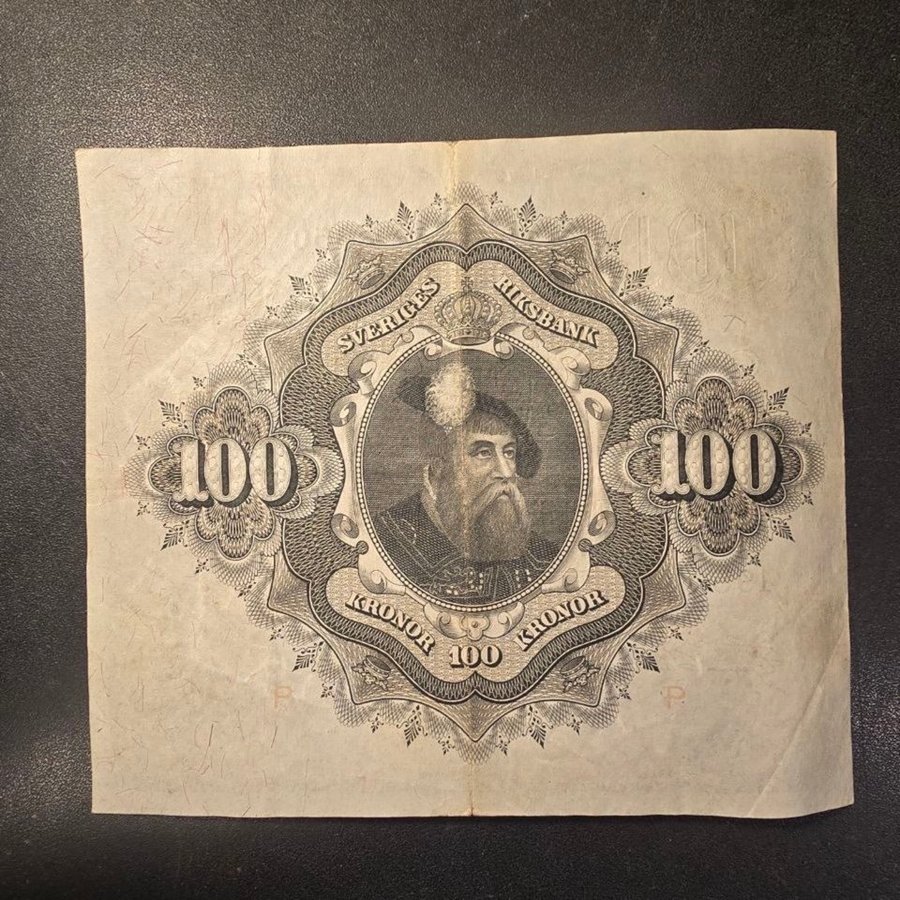 SVERIGES RIKSBANK
100 100
KRONOR 100 KRONOR
P P